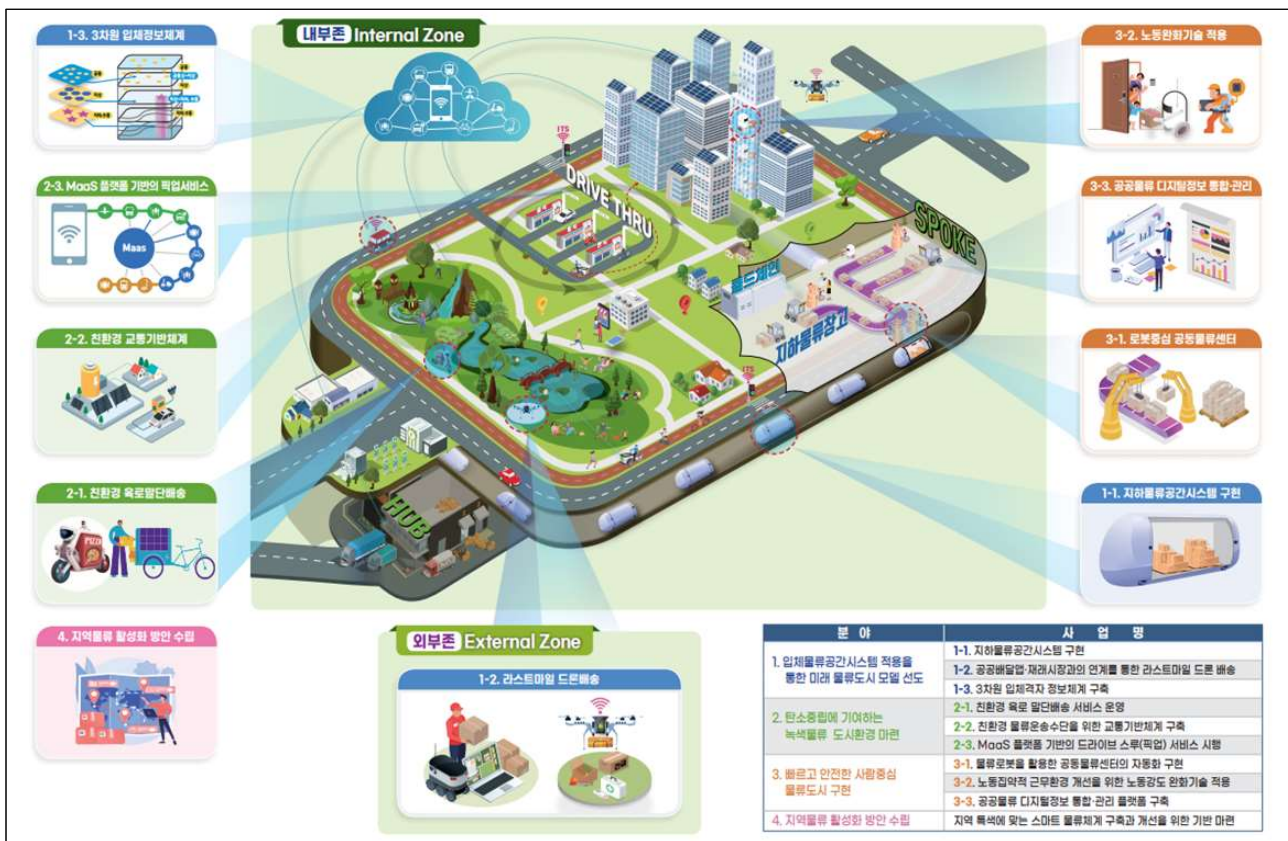 1-3. 3차원 입체정보체계
내부존 Internal Zone
3-2. 노동완화기술 적용
ITS
2-3. MaaS 플랫폼 기반의 픽업서비스
Maas
DRIVE THRU
3-3. 공공물류 디지털정보 통합·관리
SPOKE
콜드체인
지하물류창고
2-2. 친환경 교통기반체계
3-1. 로봇중심 공동물류센터
ITS
2-1. 친환경 육로말단배송
PIZZA
HUB
1-1. 지하물류공간시스템 구현
4. 지역물류 활성화 방안 수립
외부존 External Zone
1-2. 라스트마일 드론배송
분 야 사 업 명
1. 입체물류공간시스템 적용을
통한 미래 물류도시 모델 선도
1-1. 지하물류공간시스템 구현
1-2. 공공배달앱·재래시장과의 연계를 통한 라스트마일 드론 배송
1-3. 3차원 입체격자 정보체계 구축
2. 탄소중립에 기여하는
녹색물류 도시환경 마련
2-1. 친환경 육로 말단배송 서비스 운영
2-2. 친환경 물류운송수단을 위한 교통기반체계 구축
2-3. MaaS 플랫폼 기반의 드라이브 스루(픽업) 서비스 시행
3. 빠르고 안전한 사람중심
물류도시 구현
3-1. 물류로봇을 활용한 공동물류센터의 자동화 구현
3-2. 노동집약적 근무환경 개선을 위한 노동강도 완화기술 적용
3-3. 공공물류 디지털정보 통합·관리 플랫폼 구축
4. 지역물류 활성화 방안 수립
지역 특색에 맞는 스마트 물류체계 구축과 개선을 위한 기반 마련